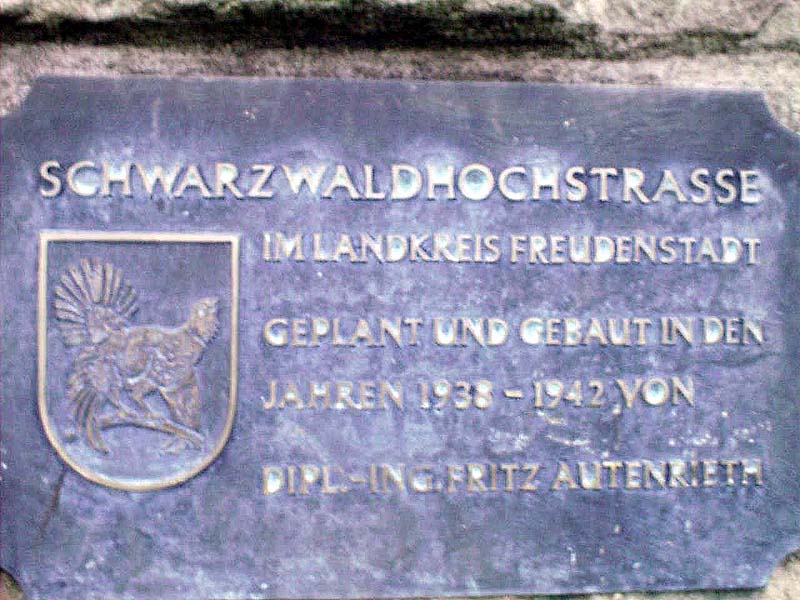 SCHWARZWALDHOCHSTRASSE
IM LANDKREIS FREUDENSTADT
GEPLANT UND GEBAUT IN DEN
JAHREN 1938 - 1942 VON
DIPL.-ING. FRITZ AUTENRIETH